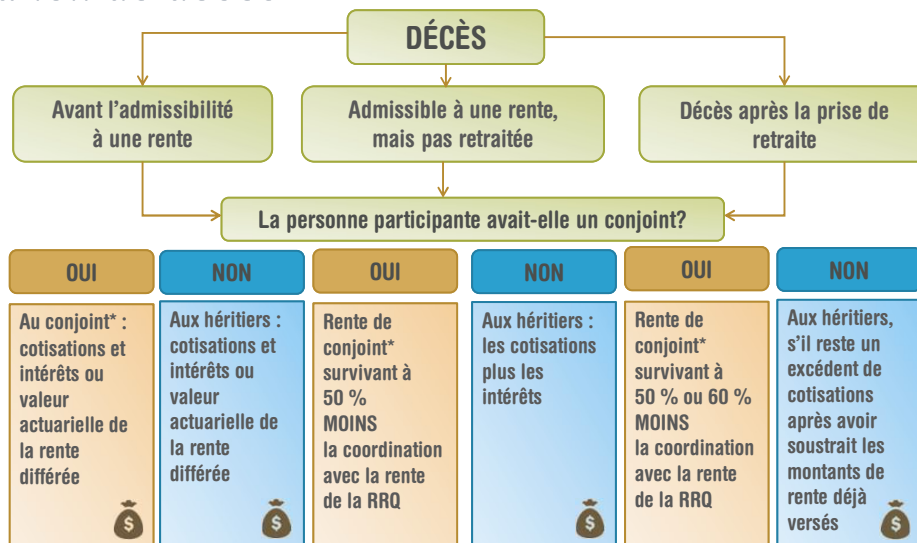 DÉCÈS
Avant l'admissibilité
à une rente
Admissible à une rente,
mais pas retraitée
Décès après la prise de
retraite
La personne participante avait-elle un conjoint?
OUI
NON
OUI
NON
OUI
NON
Au conjoint* :
cotisations et
intérêts ou
valeur
actuarielle de
la rente
différée
Aux héritiers :
cotisations et
intérêts ou
valeur
actuarielle de
la rente
différée
Rente de
conjoint*
survivant à
50 %
MOINS
la coordination
avec la rente
de la RRQ
Aux héritiers :
les cotisations
plus les
intérêts
Rente de
conjoint*
survivant à
50 % ou 60 %
MOINS
la coordination
avec la rente
de la RRQ
Aux héritiers,
s'il reste un
excédent de
cotisations
après avoir
soustrait les
montants de
rente déjà
versés
$
$
$
$